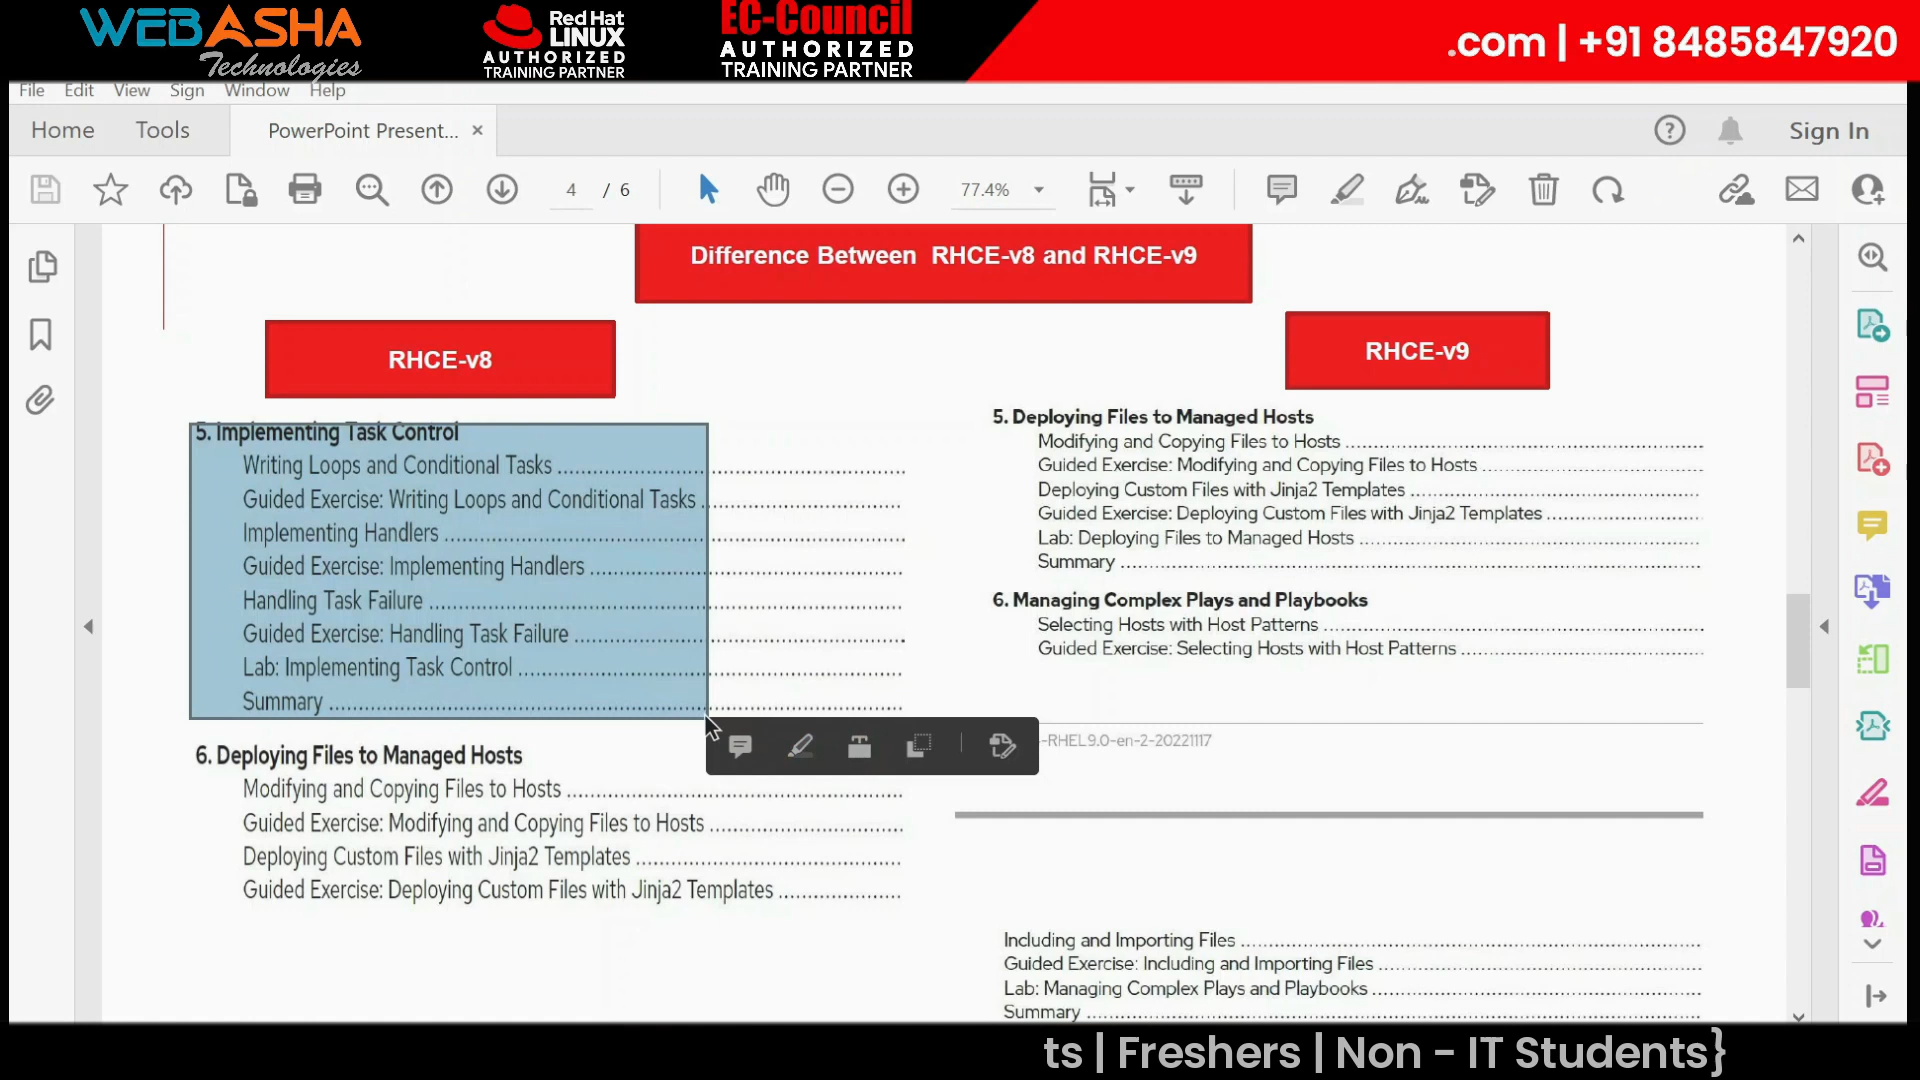 WEBASHA
Technologies
Red Hat
LINUX
AUTHORIZED
TRAINING PARTNER
EC-Council
AUTHORIZED
TRAINING PARTNER
.com | +91 8485847920
File Edit View Sign Window Help
Home Tools PowerPoint Present... × Sign In
4 / 6 77.4%
Difference Between RHCE-v8 and RHCE-v9
RHCE-v8
5. Implementing Task Control
Writing Loops and Conditional Tasks
Guided Exercise: Writing Loops and Conditional Tasks
Implementing Handlers
Guided Exercise: Implementing Handlers
Handling Task Failure
Guided Exercise: Handling Task Failure
Lab: Implementing Task Control
Summary
6. Deploying Files to Managed Hosts
Modifying and Copying Files to Hosts
Guided Exercise: Modifying and Copying Files to Hosts
Deploying Custom Files with Jinja2 Templates
Guided Exercise: Deploying Custom Files with Jinja2 Templates
RHCE-v9
5. Deploying Files to Managed Hosts
Modifying and Copying Files to Hosts
Guided Exercise: Modifying and Copying Files to Hosts
Deploying Custom Files with Jinja2 Templates
Guided Exercise: Deploying Custom Files with Jinja2 Templates
Lab: Deploying Files to Managed Hosts
Summary
6. Managing Complex Plays and Playbooks
Selecting Hosts with Host Patterns
Guided Exercise: Selecting Hosts with Host Patterns
-RHEL9.0-en-2-20221117
Including and Importing Files
Guided Exercise: Including and Importing Files
Lab: Managing Complex Plays and Playbooks
Summary
ts | Freshers | Non - IT Students}